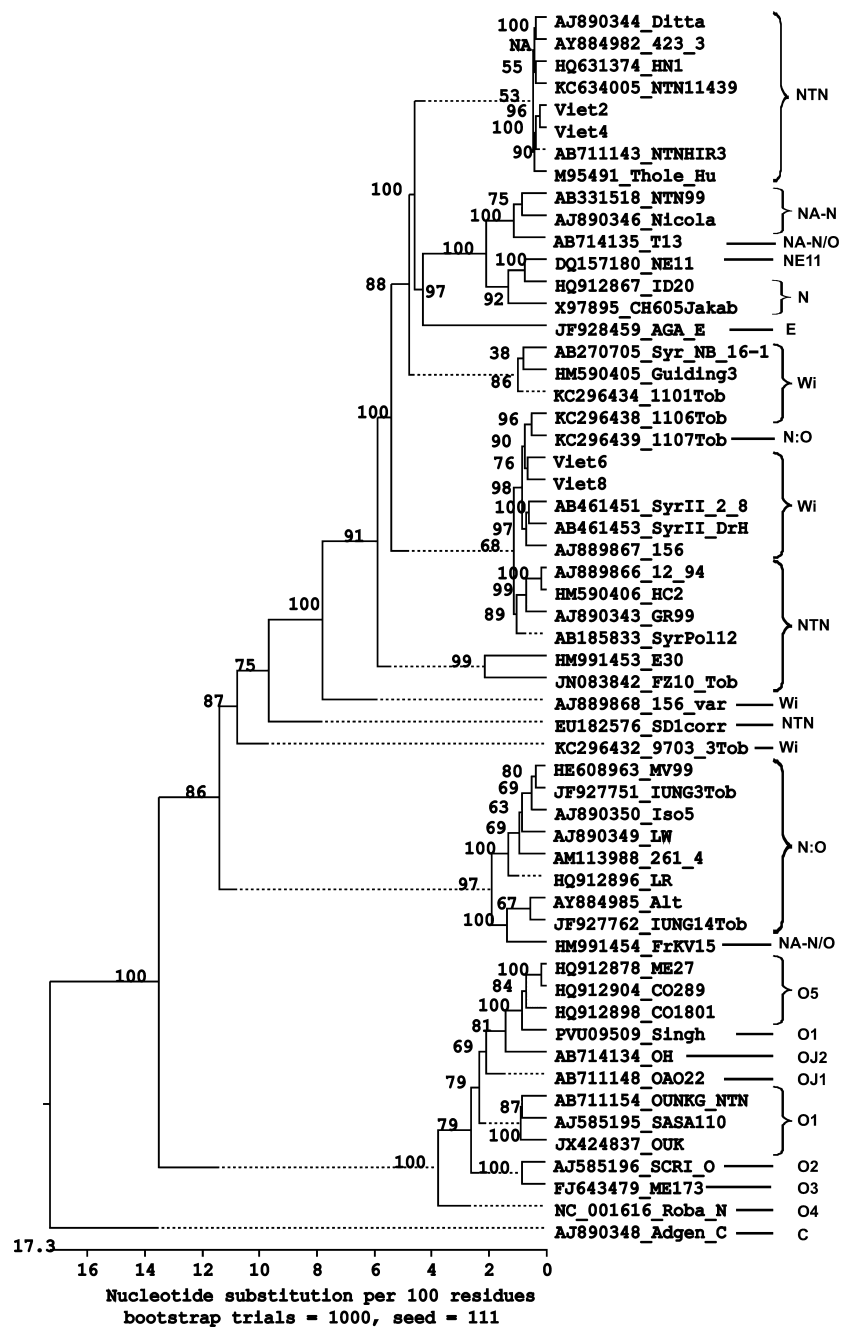 100 AJ890344_Ditta
NA AY884982_423_3
55 HQ631374_HN1
KC634005_NTN11439 NTN
53
96 Viet2
100 Viet4
90 AB711143_NTNHIR3
M95491_Thole_Hu
100
75 AB331518_NTN99
100 AJ890346_Nicola NA-N
AB714135_T13 NA-N/O
100 100 DQ157180_NE11 NE11
88 97 HQ912867_ID20 N
92 X97895_CH605Jakab
JF928459_AGA_E E
38 AB270705_Syr_NB_16-1
86 HM590405_Guiding3 Wi
KC296434_1101Tob
100 96 KC296438_1106Tob
90 KC296439_1107Tob N:O
76 Viet6
98 Viet8
100 AB461451_SyrII_2_8 Wi
97 AB461453_SyrII_DrH
91 68 AJ889867_156
100 AJ889866_12_94
99 HM590406_HC2
100 89 AJ890343_GR99 NTN
AB185833_SyrPol12
75 99 HM991453_E30
JN083842_FZ10_Tob
87 AJ889868_156_var Wi
EU182576_SD1corr NTN
KC296432_9703_3Tob Wi
80 HE608963_MV99
86 69 JF927751_IUNG3Tob
63 AJ890350_Iso5
69 AJ890349_LW N:O
100 AM113988_261_4
97 HQ912896_LR
67 AY884985_Alt
100 JF927762_IUNG14Tob
HM991454_FrKV15 NA-N/O
100 100 HQ912878_ME27
84 HQ912904_CO289 O5
100 HQ912898_CO1801
81 PVU09509_Singh O1
69 AB714134_OH OJ2
79 AB711148_OAO22 OJ1
87 AB711154_OUNKG_NTN
79 AJ585195_SASA110 O1
100 JX424837_OUK
100 100 AJ585196_SCRI_O O2
FJ643479_ME173 O3
NC_001616_Roba_N O4
AJ890348_Adgen_C C
17.3
16 14 12 10 8 6 4 2 0
Nucleotide substitution per 100 residues
bootstrap trials = 1000, seed = 111